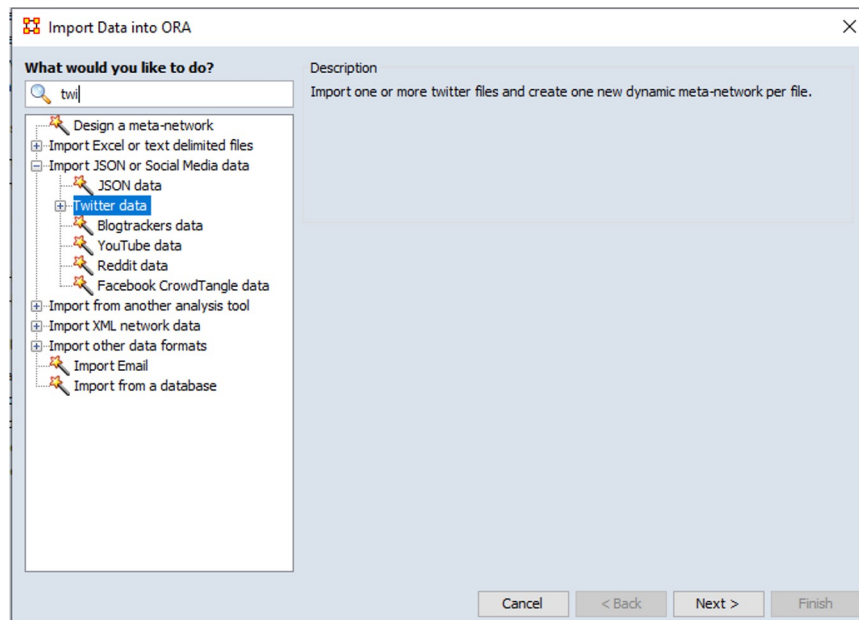 Import Data into ORA
What would you like to do?
twi
Design a meta-network
Import Excel or text delimited files
Import JSON or Social Media data
JSON data
Twitter data
Blogtrackers data
YouTube data
Reddit data
Facebook CrowdTangle data
Import from another analysis tool
Import XML network data
Import other data formats
Import Email
Import from a database
Description
Import one or more twitter files and create one new dynamic meta-network per file.
Cancel
< Back
Next >
Finish